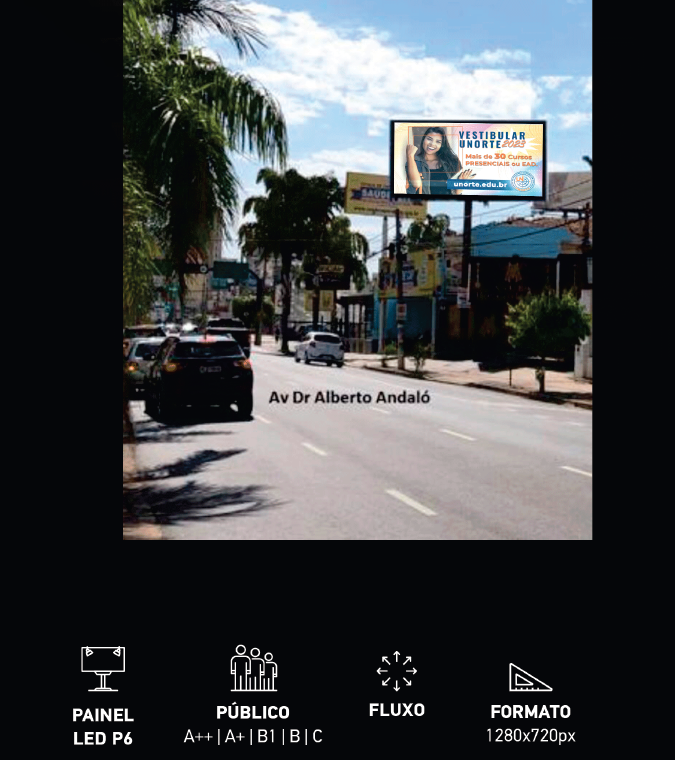 VESTIBULAR
UNORTE 2023
Mais de 30 Cursos
PRESENCIAIS ou EAD
unorte.edu.br
SAÚDE
Av Dr Alberto Andaló
PAINEL
LED P6
PÚBLICO
A++ | A+ | B1 | B | C
FLUXO
FORMATO
1280x720px